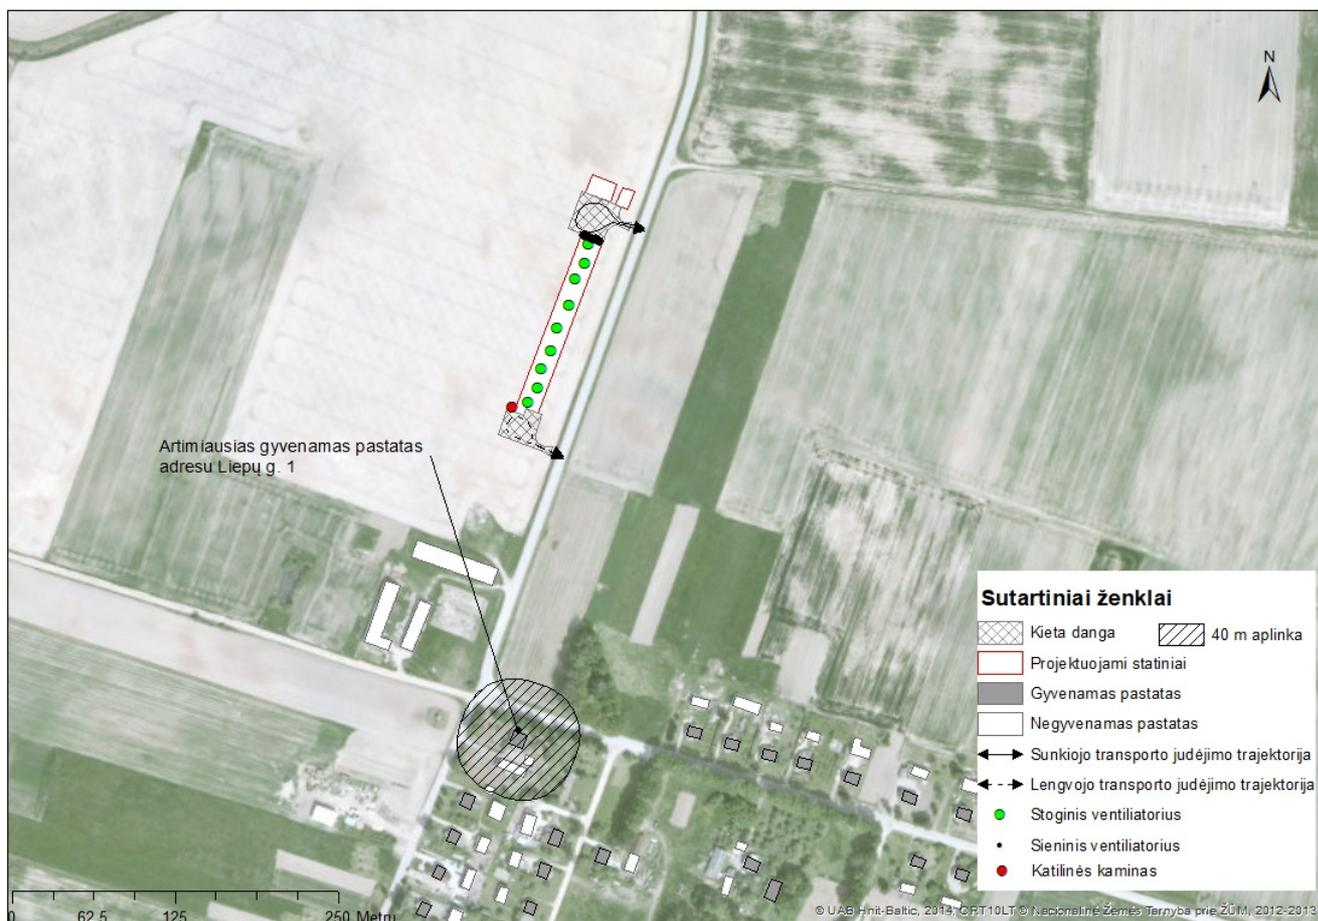 N
Artimiausias gyvenamas pastatas
adresu Liepų g. 1
Sutartiniai ženklai
Kieta danga
40 m aplinka
Projektuojami statiniai
Gyvenamas pastatas
Negyvenamas pastatas
Sunkiojo transporto judėjimo trajektorija
Lengvojo transporto judėjimo trajektorija
Stoginis ventiliatorius
Sieninis ventiliatorius
Katilinės kaminas
0 62,5 125 250 Metrų
© UAB Hnit-Baltic, 2014, ORT10LT © Nacionalinė Žemės Tarnyba prie ŽŪM, 2012-2013